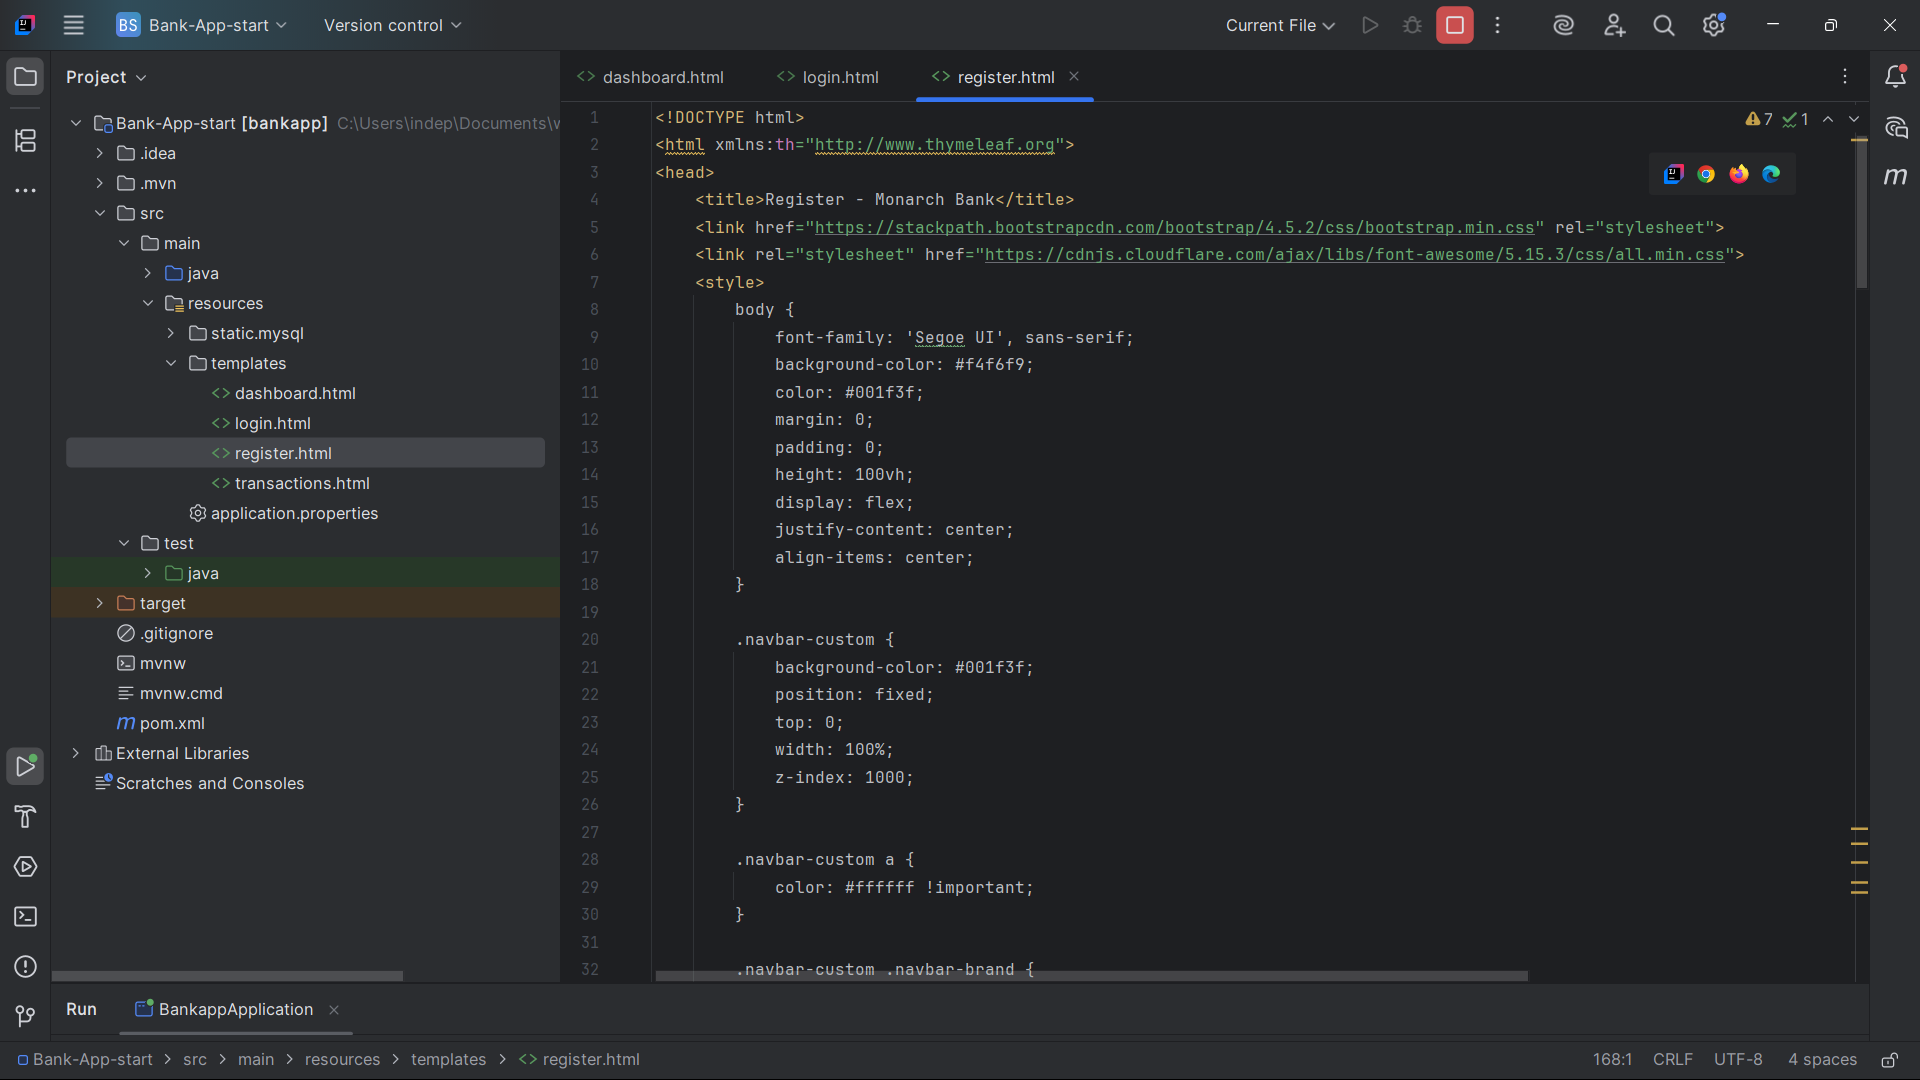 BS Bank-App-start Version control Current File
Project
dashboard.html login.html register.html
Bank-App-start [bankapp] C:\Users\indep\Documents\
.idea
.mvn
src
main
java
resources
static.mysql
templates
dashboard.html
login.html
register.html
transactions.html
application.properties
test
java
target
.gitignore
mvnw
mvnw.cmd
m pom.xml
External Libraries
Scratches and Consoles
7 1
m
1 <!DOCTYPE html>
2 <html xmlns:th="http://www.thymeleaf.org">
3 <head>
4 <title>Register - Monarch Bank</title>
5 <link href="https://stackpath.bootstrapcdn.com/bootstrap/4.5.2/css/bootstrap.min.css" rel="stylesheet">
6 <link rel="stylesheet" href="https://cdnjs.cloudflare.com/ajax/libs/font-awesome/5.15.3/css/all.min.css">
7 <style>
8 body {
9 font-family: 'Segoe UI', sans-serif;
10 background-color: #f4f6f9;
11 color: #001f3f;
12 margin: 0;
13 padding: 0;
14 height: 100vh;
15 display: flex;
16 justify-content: center;
17 align-items: center;
18 }
19
20 .navbar-custom {
21 background-color: #001f3f;
22 position: fixed;
23 top: 0;
24 width: 100%;
25 z-index: 1000;
26 }
27
28 .navbar-custom a {
29 color: #ffffff !important;
30 }
31
32 .navbar-custom .navbar-brand {
Run BankappApplication
Bank-App-start > src > main > resources > templates > <> register.html 168:1 CRLF UTF-8 4 spaces